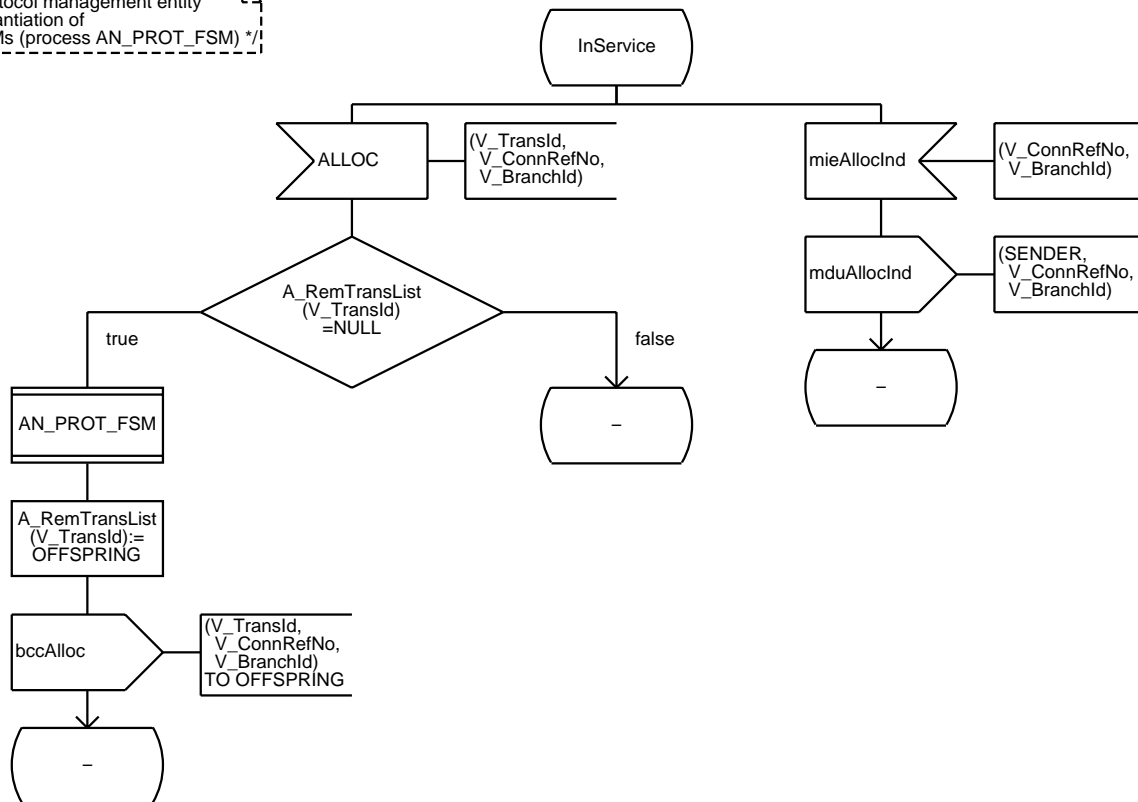 protocol management entity
antiation of
Ms (process AN_PROT_FSM) */
InService
ALLOC
(V_TransId,
V_ConnRefNo,
V_BranchId)
mieAllocInd
(V_ConnRefNo,
V_BranchId)
mduAllocInd
(SENDER,
V_ConnRefNo,
V_BranchId)
A_RemTransList
(V_TransId)
=NULL
true
false
–
–
AN_PROT_FSM
A_RemTransList
(V_TransId):=
OFFSPRING
bccAlloc
(V_TransId,
V_ConnRefNo,
V_BranchId)
TO OFFSPRING
–